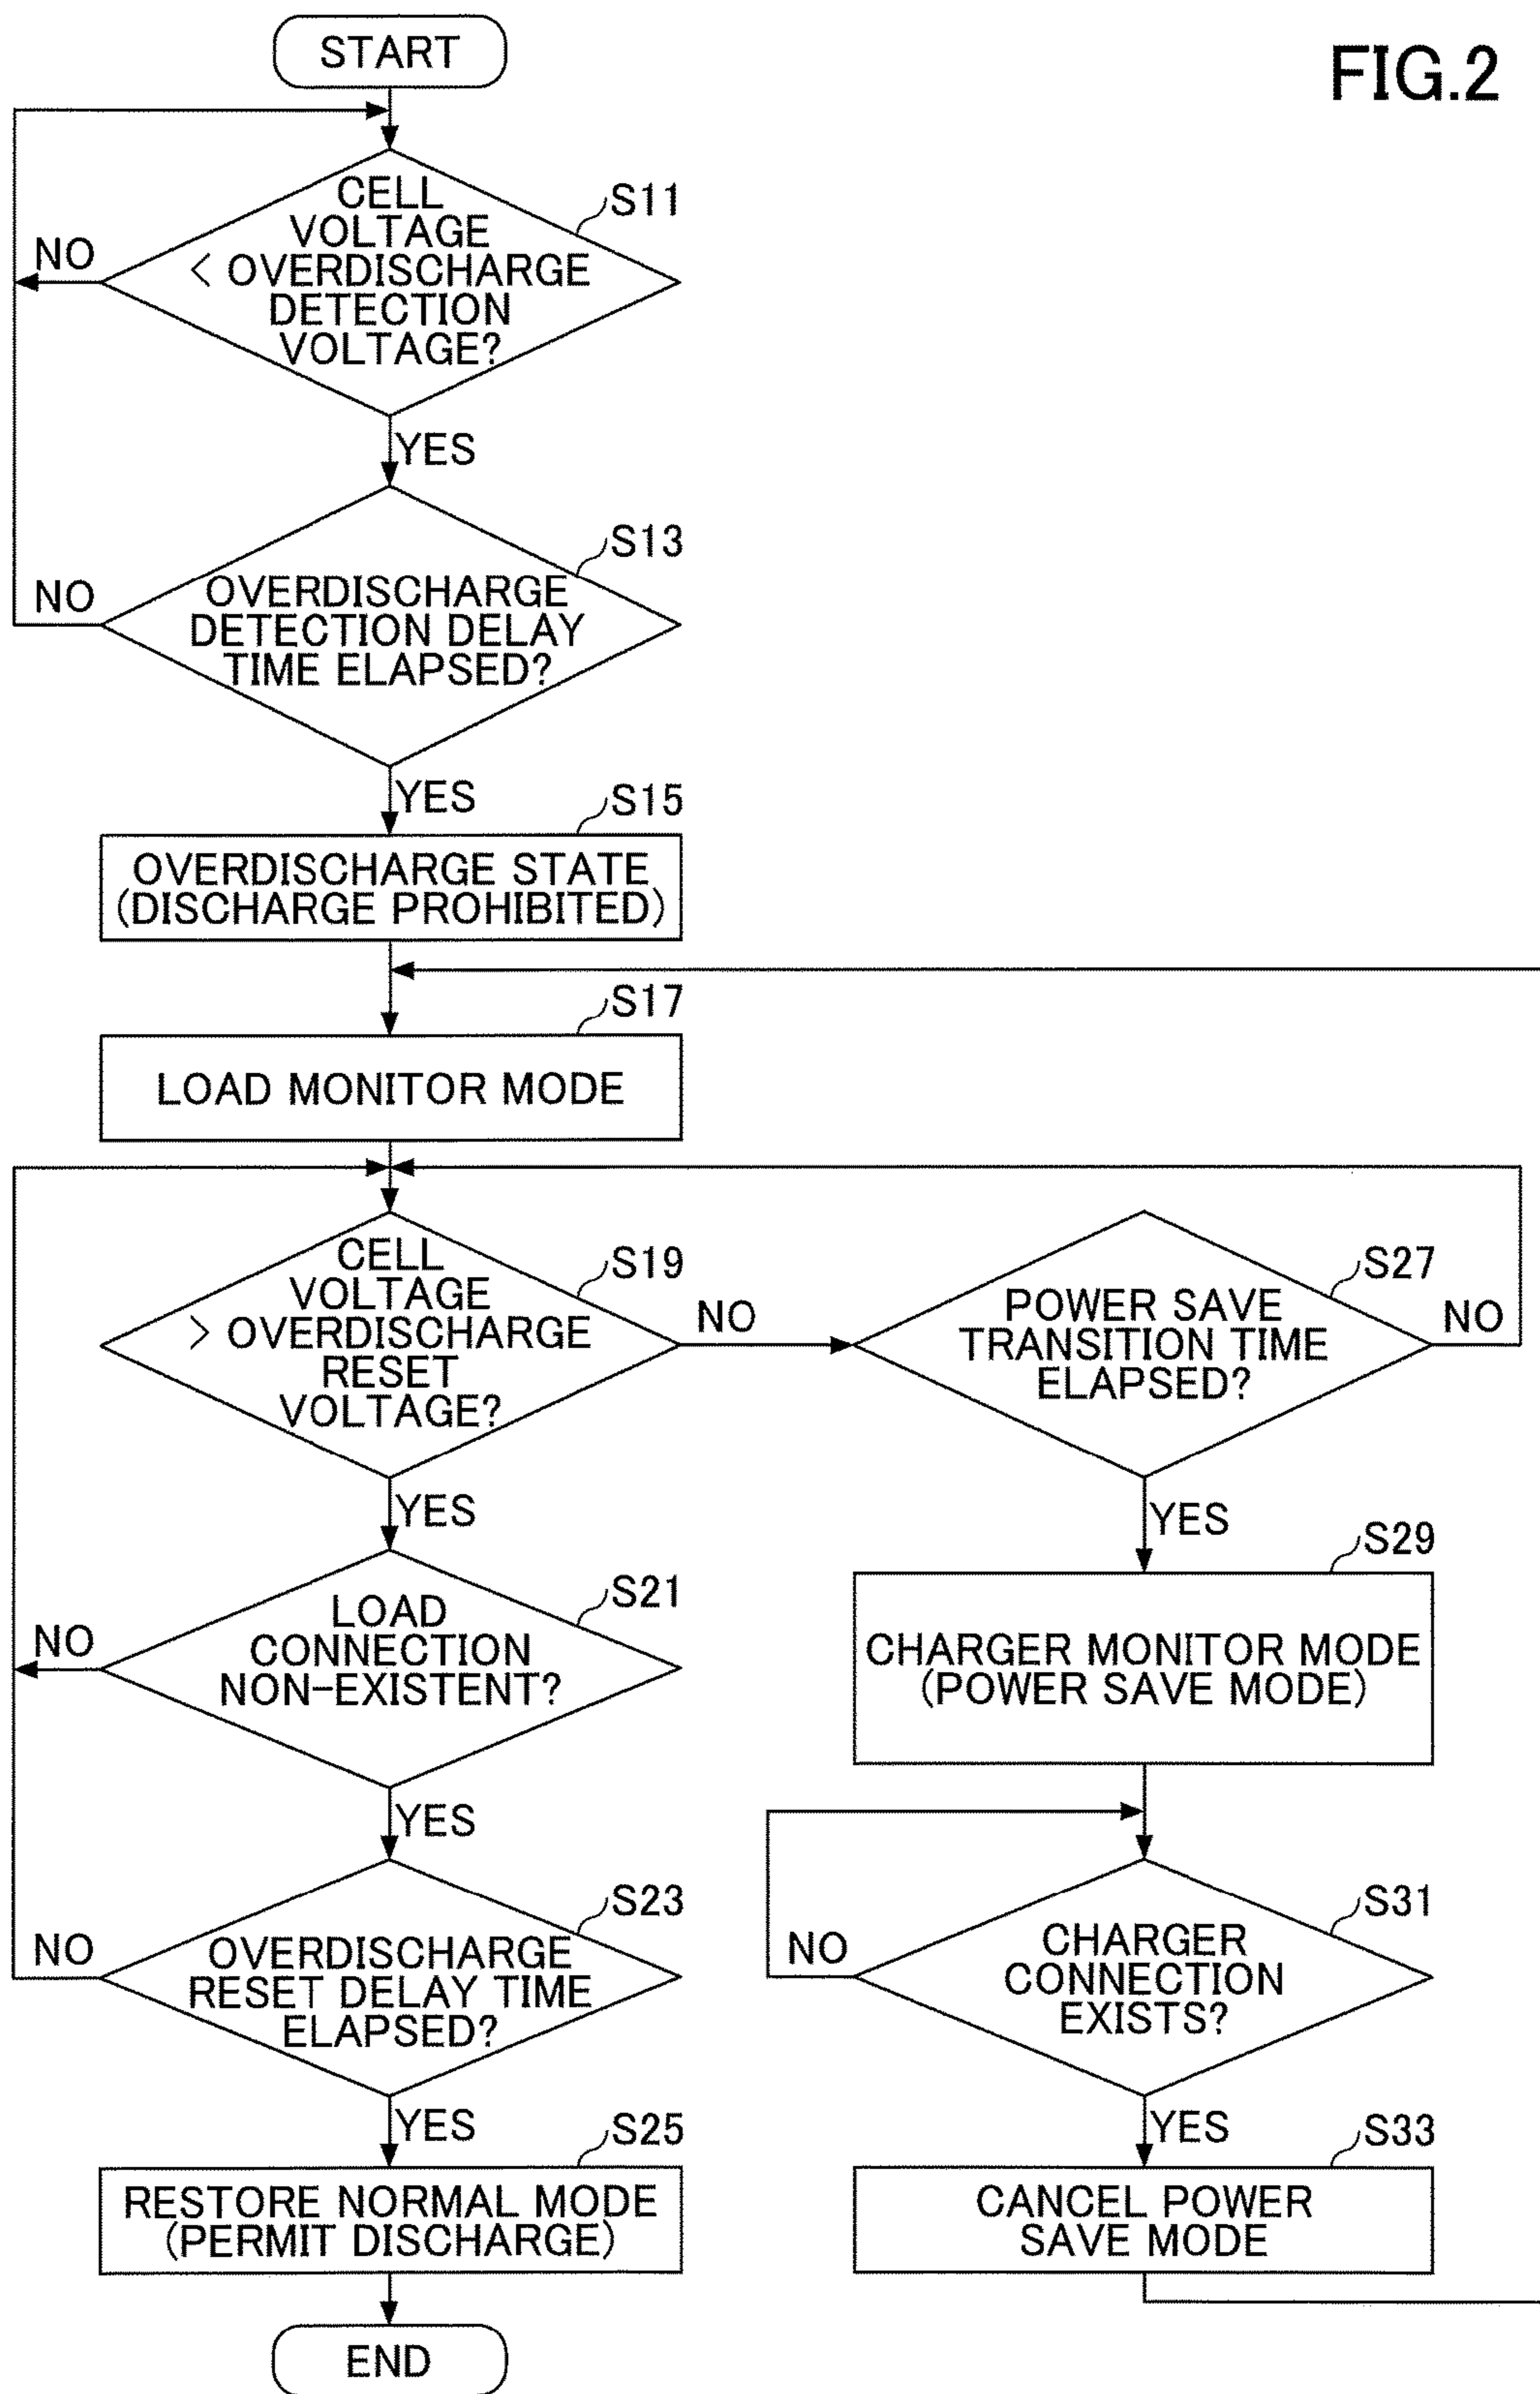 FIG.2
START
CELL
VOLTAGE
< OVERDISCHARGE
DETECTION
VOLTAGE?
S11
NO
YES
OVERDISCHARGE
DETECTION DELAY
TIME ELAPSED?
S13
NO
YES
S15
OVERDISCHARGE STATE
(DISCHARGE PROHIBITED)
S17
LOAD MONITOR MODE
CELL
VOLTAGE
> OVERDISCHARGE
RESET
VOLTAGE?
S19
NO
YES
LOAD
CONNECTION
NON-EXISTENT?
S21
NO
YES
OVERDISCHARGE
RESET DELAY TIME
ELAPSED?
S23
NO
YES
S25
RESTORE NORMAL MODE
(PERMIT DISCHARGE)
END
POWER SAVE
TRANSITION TIME
ELAPSED?
S27
NO
YES
S29
CHARGER MONITOR MODE
(POWER SAVE MODE)
CHARGER
CONNECTION
EXISTS?
S31
NO
YES
S33
CANCEL POWER
SAVE MODE